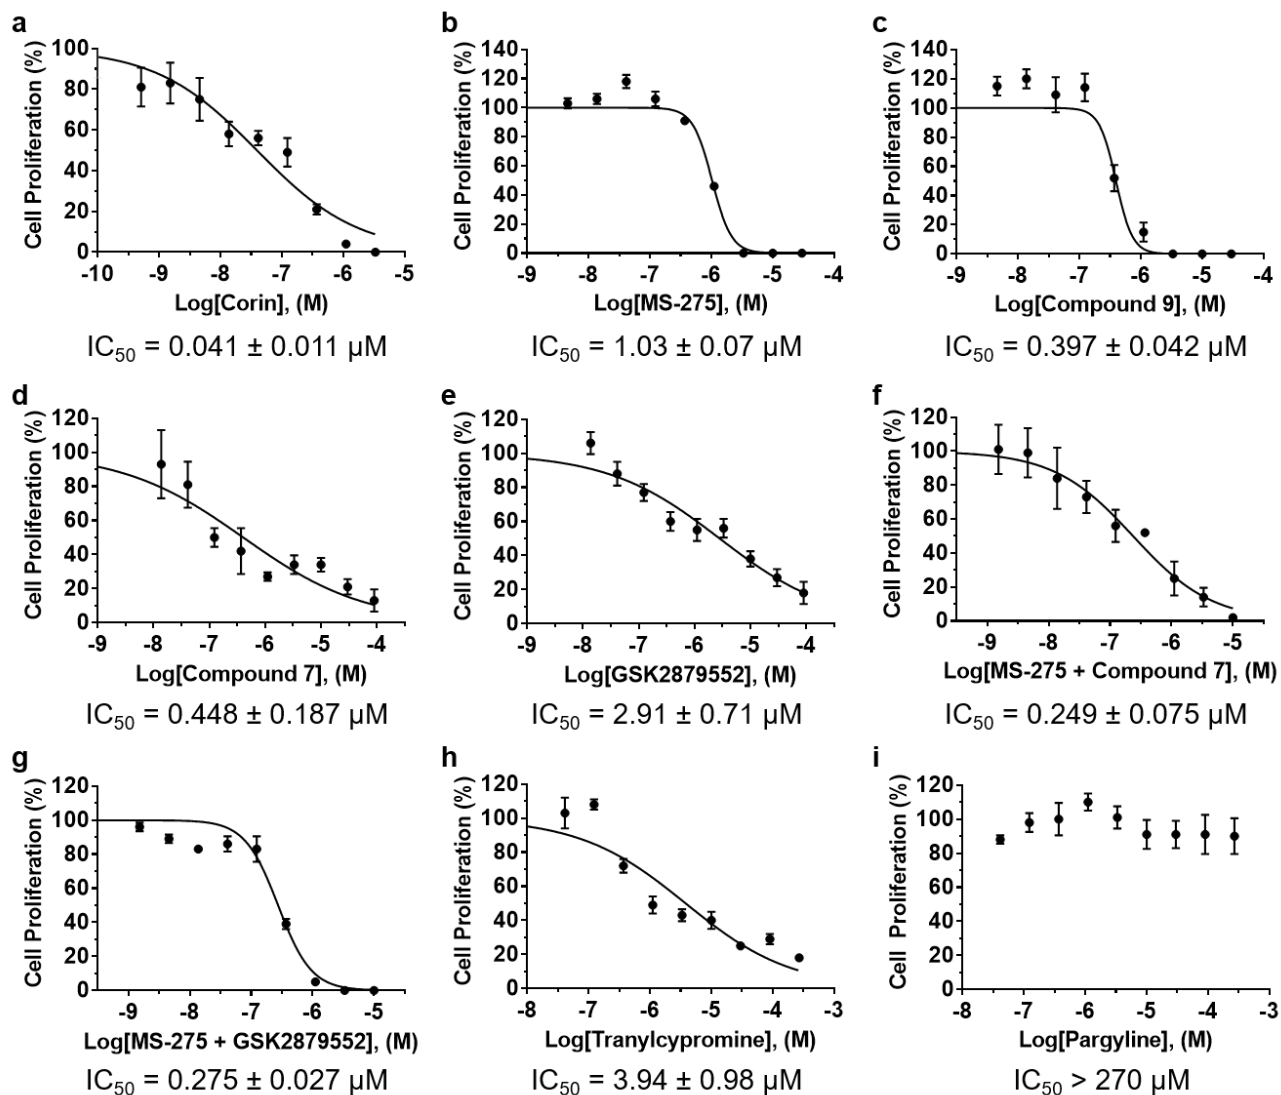 a
Cell Proliferation (%)
100
80
60
40
20
0
-10 -9 -8 -7 -6 -5
Log[Corin], (M)
IC50 = 0.041 ± 0.011 µM
b
Cell Proliferation (%)
140
120
100
80
60
40
20
0
-9 -8 -7 -6 -5 -4
Log[MS-275], (M)
IC50 = 1.03 ± 0.07 µM
c
Cell Proliferation (%)
140
120
100
80
60
40
20
0
-9 -8 -7 -6 -5 -4
Log[Compound 9], (M)
IC50 = 0.397 ± 0.042 µM
d
Cell Proliferation (%)
120
100
80
60
40
20
0
-9 -8 -7 -6 -5 -4
Log[Compound 7], (M)
IC50 = 0.448 ± 0.187 µM
e
Cell Proliferation (%)
120
100
80
60
40
20
0
-9 -8 -7 -6 -5 -4
Log[GSK2879552], (M)
IC50 = 2.91 ± 0.71 µM
f
Cell Proliferation (%)
120
100
80
60
40
20
0
-9 -8 -7 -6 -5
Log[MS-275 + Compound 7], (M)
IC50 = 0.249 ± 0.075 µM
g
Cell Proliferation (%)
120
100
80
60
40
20
0
-9 -8 -7 -6 -5
Log[MS-275 + GSK2879552], (M)
IC50 = 0.275 ± 0.027 µM
h
Cell Proliferation (%)
120
100
80
60
40
20
0
-8 -7 -6 -5 -4 -3
Log[Tranylcypromine], (M)
IC50 = 3.94 ± 0.98 µM
i
Cell Proliferation (%)
120
100
80
60
40
20
0
-8 -7 -6 -5 -4 -3
Log[Pargyline], (M)
IC50 > 270 µM